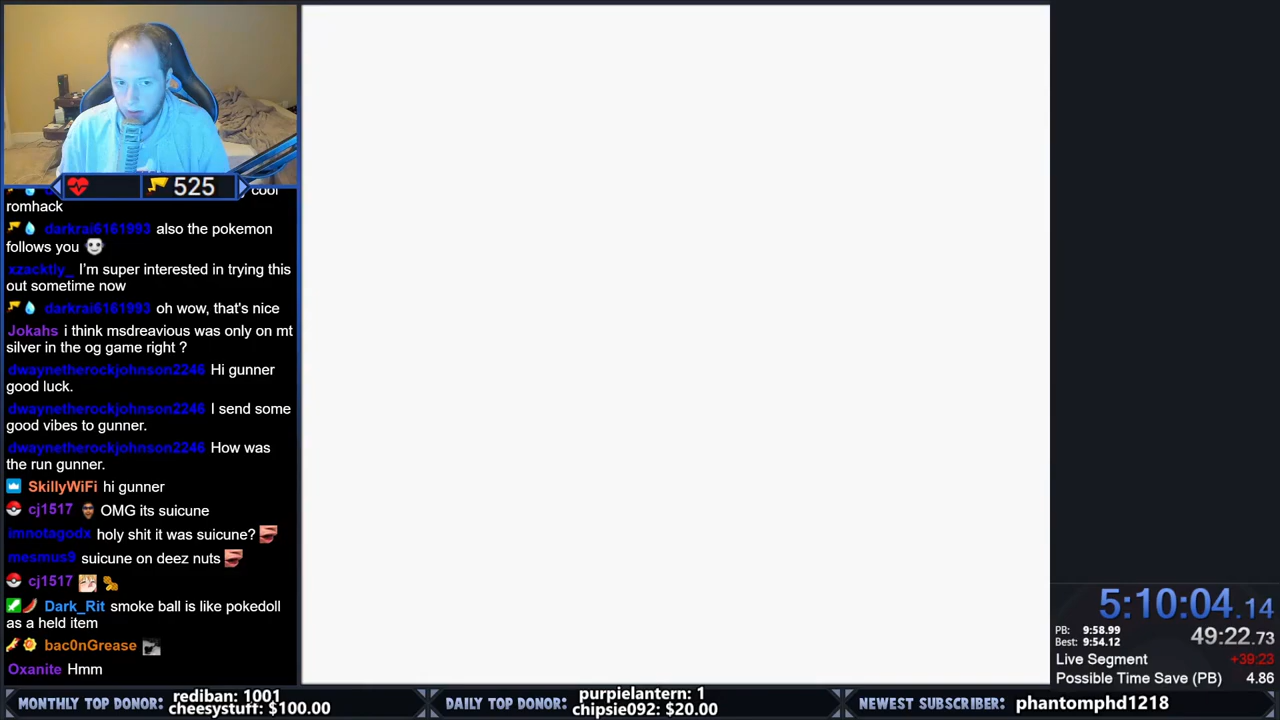 525
cool
romhack
darkrai6161993 also the pokemon
follows you
xzacktly_ I'm super interested in trying this
out sometime now
darkrai6161993 oh wow, that's nice
Jokahs i think msdreavious was only on mt
silver in the og game right ?
dwaynetherockjohnson2246 Hi gunner
good luck.
dwaynetherockjohnson2246 I send some
good vibes to gunner.
dwaynetherockjohnson2246 How was
the run gunner.
SkillyWiFi hi gunner
cj1517 OMG its suicune
imnotagodx holy shit it was suicune?
mesmus9 suicune on deez nuts
cj1517
Dark_Rit smoke ball is like pokedoll
as a held item
bac0nGrease
Oxanite Hmm
5:10:04.14
PB: 9:58.99
Best: 9:54.12
49:22.73
Live Segment +39:23
Possible Time Save (PB) 4.86
MONTHLY TOP DONOR: rediban: 1001
cheesystuff: $100.00
DAILY TOP DONOR: purpielantern: 1
chipsie092: $20.00
NEWEST SUBSCRIBER: phantomphd1218